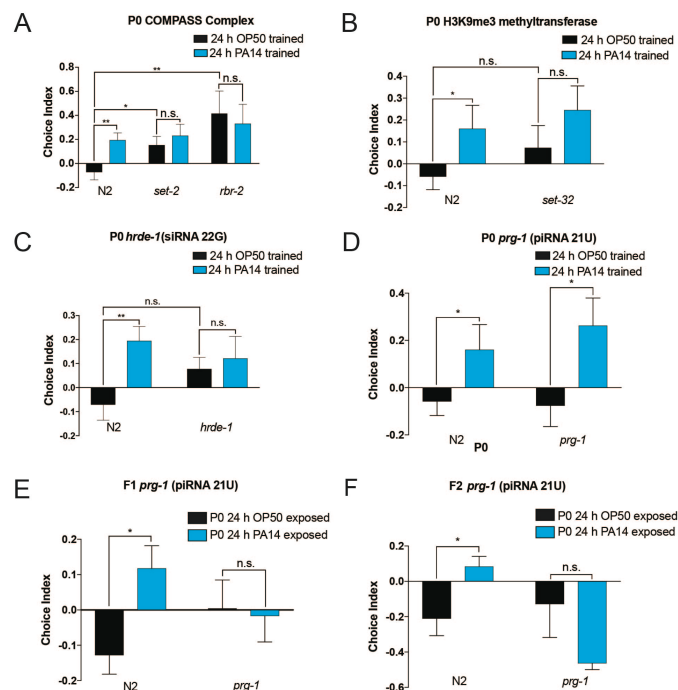 A
P0 COMPASS Complex
24 h OP50 trained
24 h PA14 trained
Choice Index
0.6
0.4
0.2
0.0
-0.2
**
*
**
n.s.
n.s.
N2
set-2
rbr-2
B
P0 H3K9me3 methyltransferase
24 h OP50 trained
24 h PA14 trained
Choice Index
0.4
0.3
0.2
0.1
0.0
-0.1
-0.2
n.s.
*
n.s.
N2
set-32
C
P0 hrde-1(siRNA 22G)
24 h OP50 trained
24 h PA14 trained
Choice Index
0.3
0.2
0.1
0.0
-0.1
-0.2
n.s.
**
n.s.
N2
hrde-1
D
P0 prg-1 (piRNA 21U)
24 h OP50 trained
24 h PA14 trained
Choice Index
0.4
0.2
0.0
-0.2
*
*
N2
P0
prg-1
E
F1 prg-1 (piRNA 21U)
P0 24 h OP50 exposed
P0 24 h PA14 exposed
Choice Index
0.2
0.1
0.0
-0.1
-0.2
*
n.s.
N2
prg-1
F
F2 prg-1 (piRNA 21U)
P0 24 h OP50 exposed
P0 24 h PA14 exposed
Choice Index
0.2
0.0
-0.2
-0.4
-0.6
*
n.s.
N2
prg-1